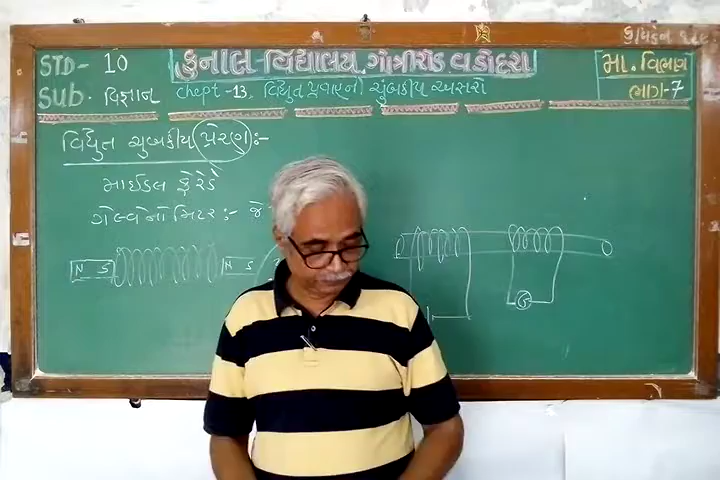 STD- 10
કુનાલ-વિદ્યાલય ગોત્રીરોડ વડોદરા
મા. વિભાગ
Sub. વિજ્ઞાન
Chept-13. વિદ્યુત પ્રવાહની ચુંબકીય અસરો
ભાગ-7
વિદ્યુત ચુંબકીય પ્રેરણ :-
માઈકલ ફેરેડે
ગેલ્વેનોમિટર :- જે
N S
N S
G